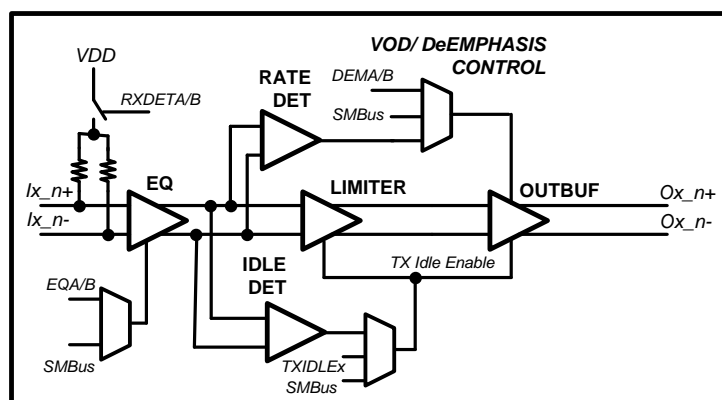 VOD/ DeEMPHASIS
CONTROL
VDD
RATE
DET
DEMA/B
RXDETA/B
SMBus
EQ
LIMITER
OUTBUF
Ix_n+
Ox_n+
Ix_n-
Ox_n-
IDLE
DET
TX Idle Enable
EQA/B
SMBus
TXIDLEx
SMBus